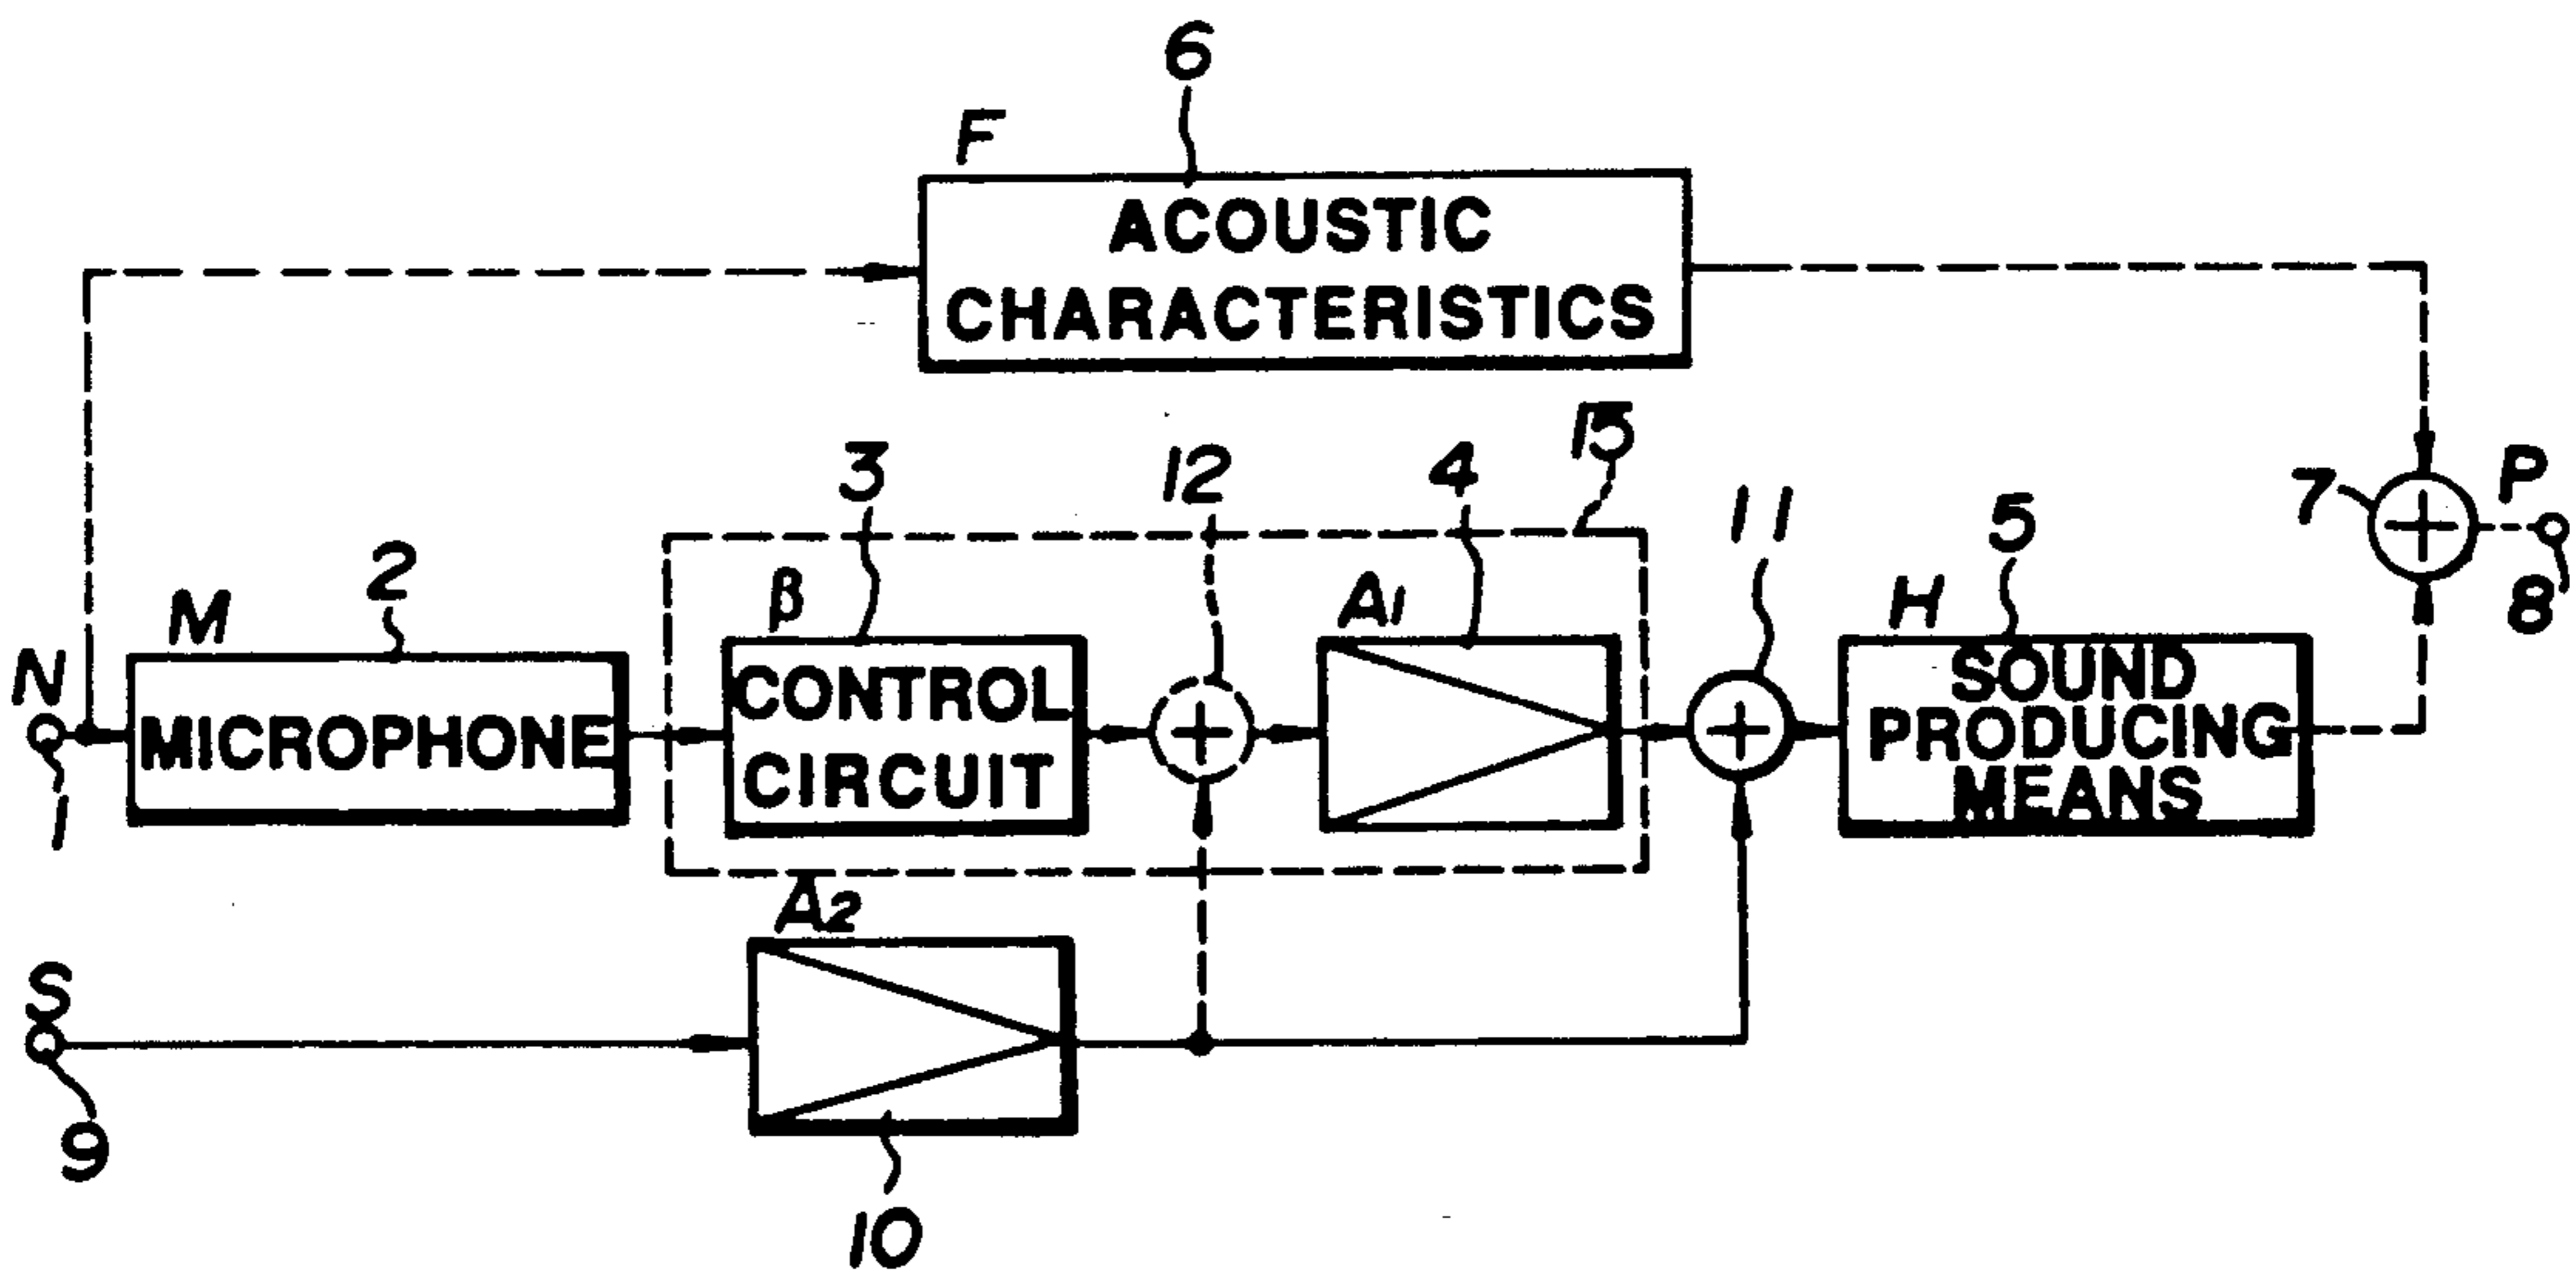 6
F
ACOUSTIC
CHARACTERISTICS
15
3
12
4
11
5
7
P
8
2
M
β
A1
H
N
1
MICROPHONE
CONTROL
CIRCUIT
SOUND
PRODUCING
MEANS
A2
S
9
10